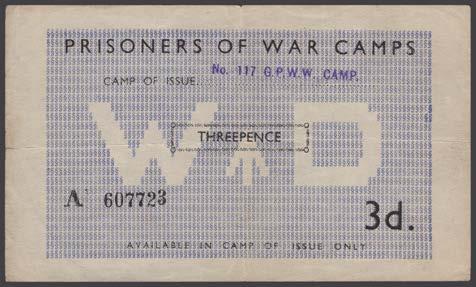 PRISONERS OF WAR CAMPS
CAMP OF ISSUE. No. 117 G.P.W.W. CAMP.
W D
THREEPENCE
A 607723
3d.
AVAILABLE IN CAMP OF ISSUE ONLY